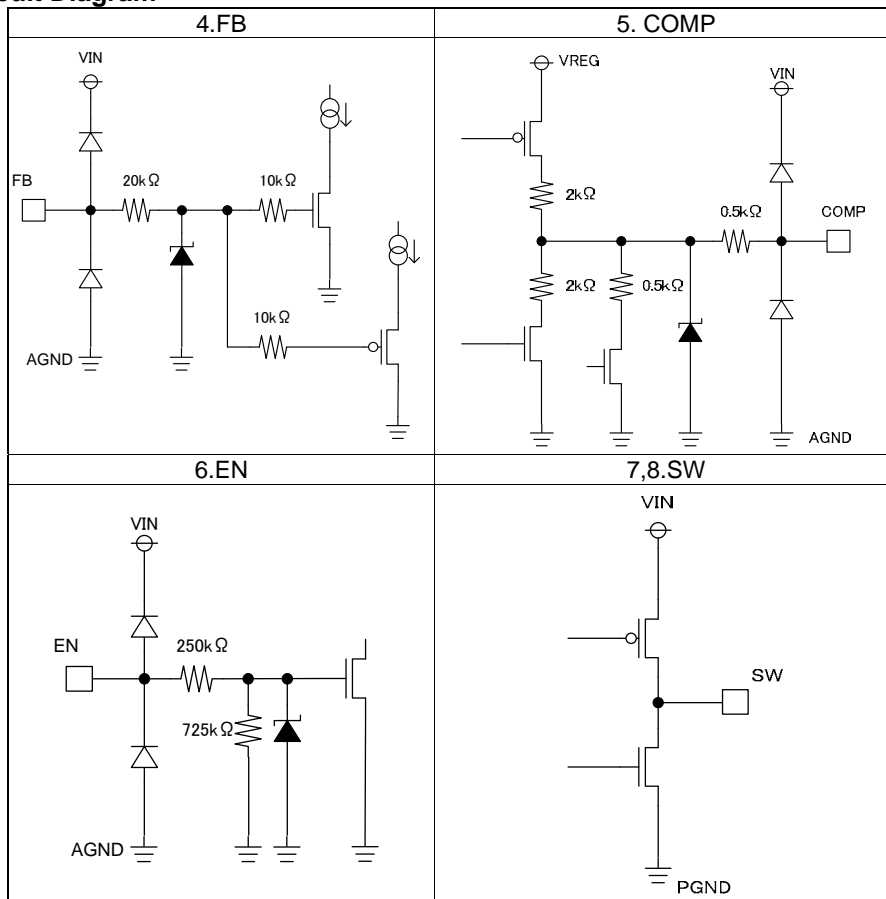 4.FB
VIN
FB
20kΩ
10kΩ
10kΩ
AGND
5. COMP
VREG
VIN
2kΩ
0.5kΩ
COMP
2kΩ
0.5kΩ
AGND
6.EN
VIN
EN
250kΩ
725kΩ
AGND
7,8.SW
VIN
SW
PGND